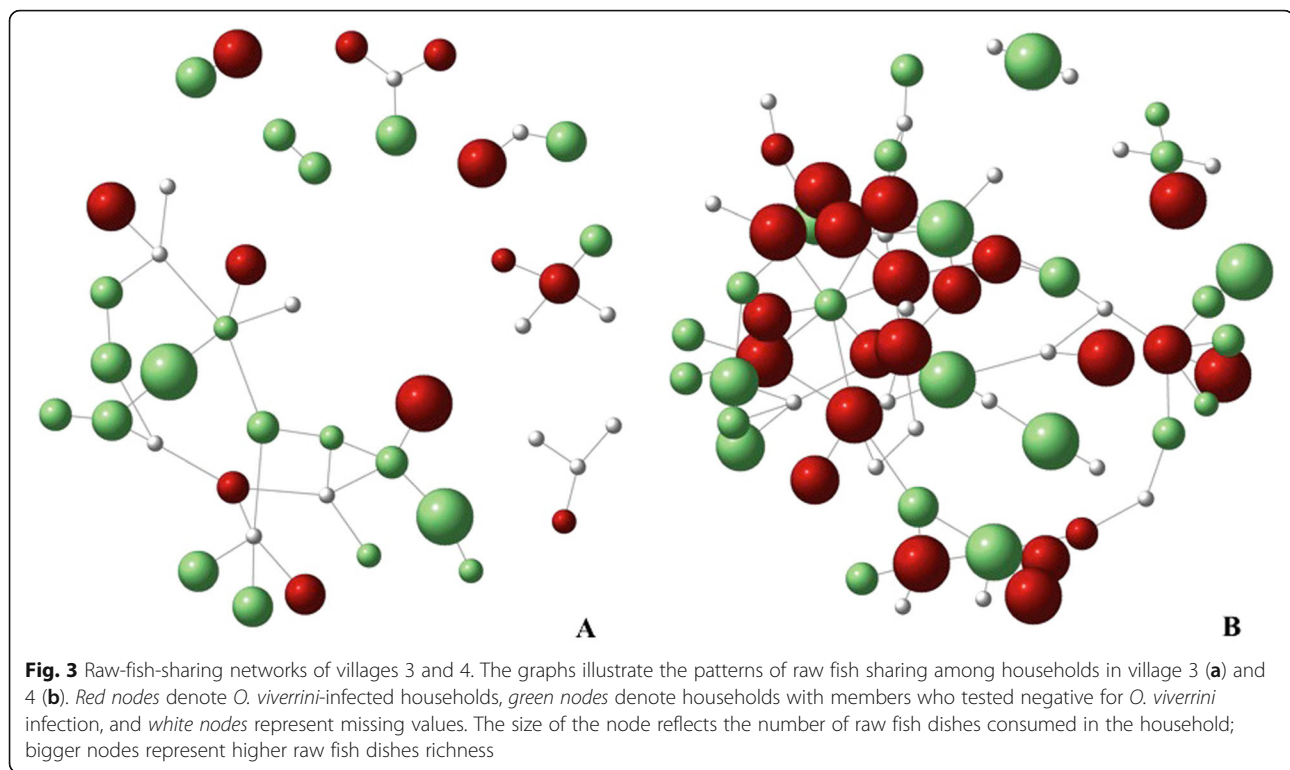 A
B
Fig. 3 Raw-fish-sharing networks of villages 3 and 4. The graphs illustrate the patterns of raw fish sharing among households in village 3 (a) and
4 (b). Red nodes denote O. viverrini-infected households, green nodes denote households with members who tested negative for O. viverrini
infection, and white nodes represent missing values. The size of the node reflects the number of raw fish dishes consumed in the household;
bigger nodes represent higher raw fish dishes richness